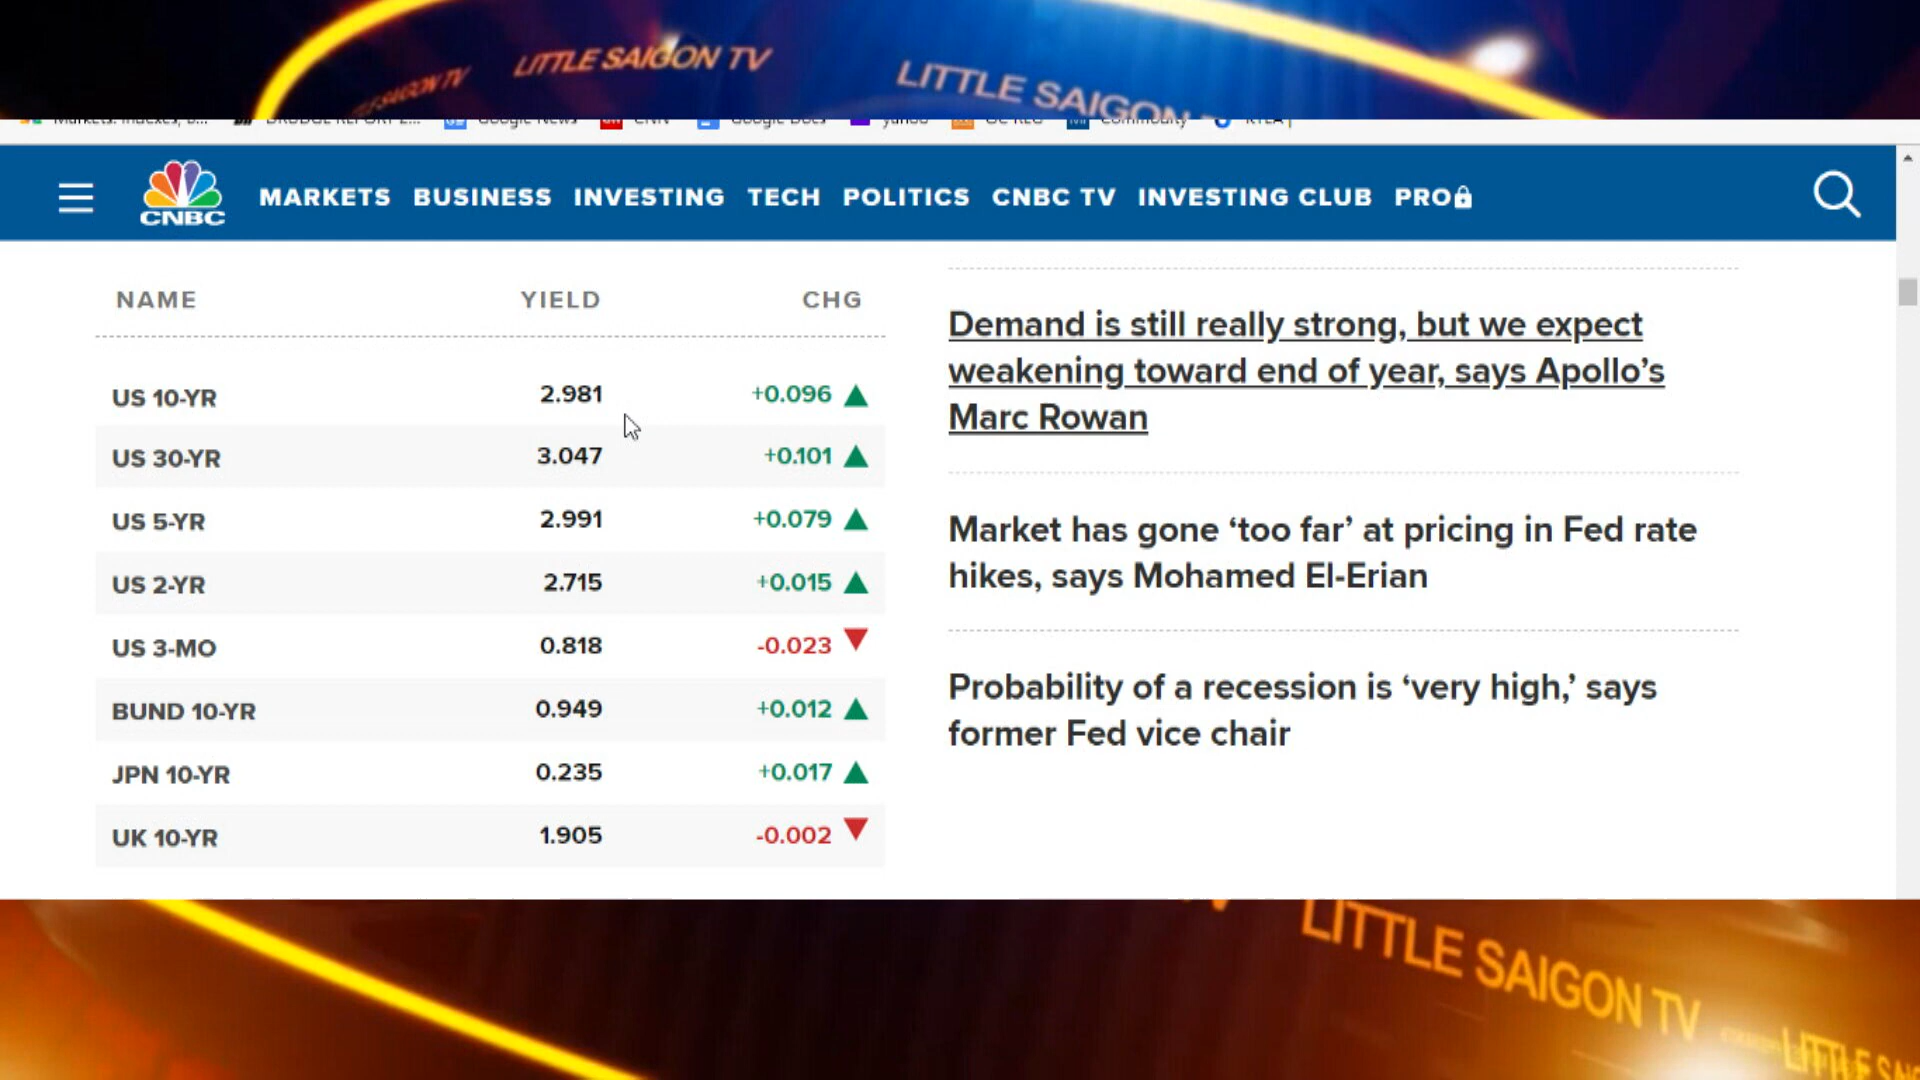 LITTLE SAIGON TV
LITTLE SAIGON TV
LITTLE SAIGON
CNBC
MARKETS BUSINESS INVESTING TECH POLITICS CNBC TV INVESTING CLUB PRO
NAME YIELD CHG
US 10-YR 2.981 +0.096
US 30-YR 3.047 +0.101
US 5-YR 2.991 +0.079
US 2-YR 2.715 +0.015
US 3-MO 0.818 -0.023
BUND 10-YR 0.949 +0.012
JPN 10-YR 0.235 +0.017
UK 10-YR 1.905 -0.002
Demand is still really strong, but we expect
weakening toward end of year, says Apollo’s
Marc Rowan
Market has gone ‘too far’ at pricing in Fed rate
hikes, says Mohamed El-Erian
Probability of a recession is ‘very high,’ says
former Fed vice chair
LITTLE SAIGON TV
LITTLE